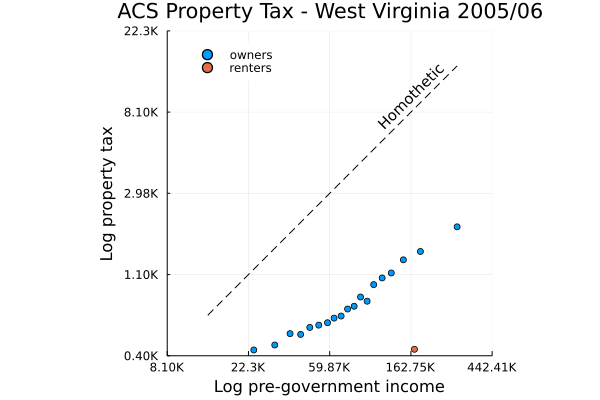 ACS Property Tax - West Virginia 2005/06
22.3K
owners
renters
Homothetic
8.10K
Log property tax
2.98K
1.10K
0.40K
8.10K 22.3K 59.87K 162.75K 442.41K
Log pre-government income